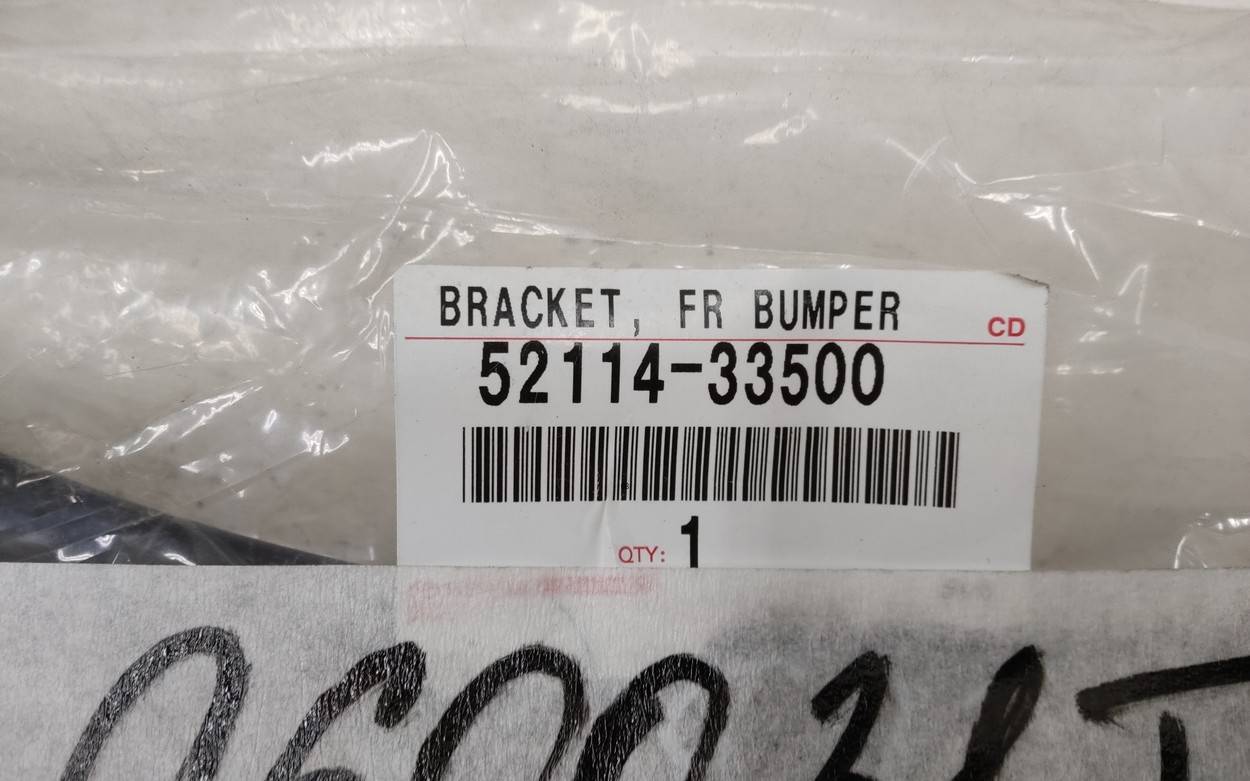 BRACKET, FR BUMPER
CD
52114-33500
QTY: 1